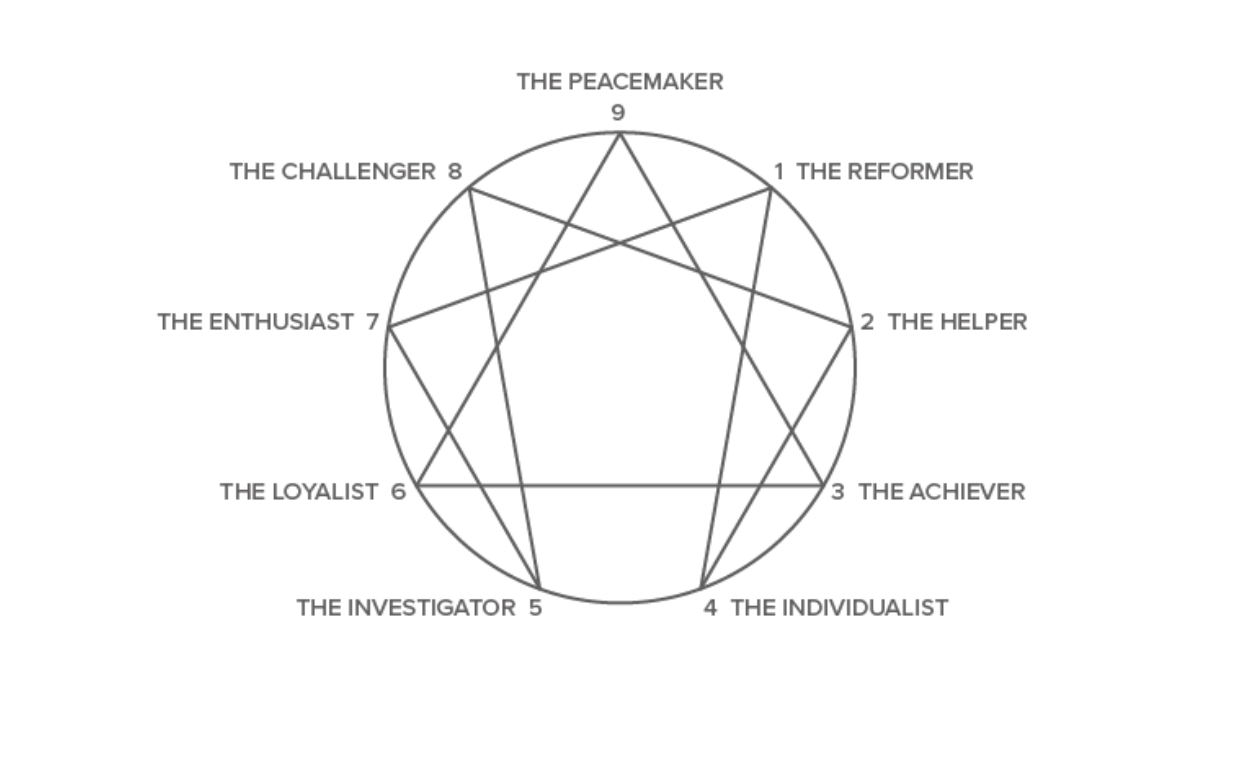 THE PEACEMAKER
9
THE CHALLENGER 8
1 THE REFORMER
THE ENTHUSIAST 7
2 THE HELPER
THE LOYALIST 6
3 THE ACHIEVER
THE INVESTIGATOR 5
4 THE INDIVIDUALIST